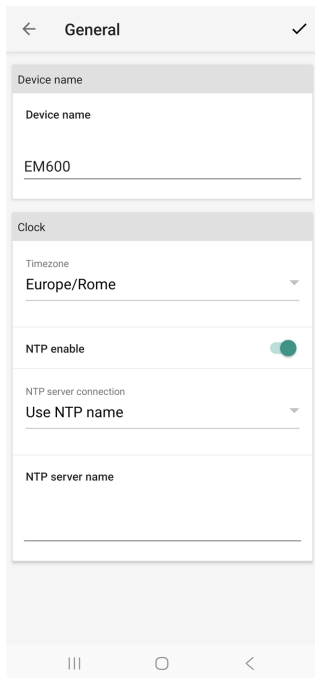 General
Device name
Device name
EM600
Clock
Timezone
Europe/Rome
NTP enable
NTP server connection
Use NTP name
NTP server name